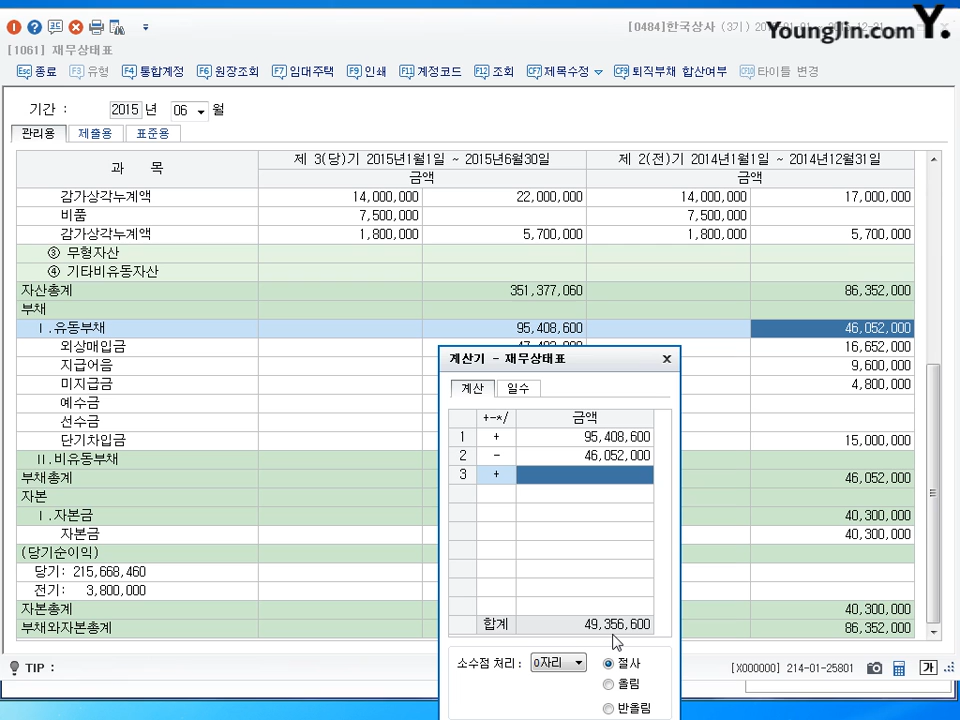 [0484]한국상사 (3기)
YoungJin.com Y.
[1061] 재무상태표
Esc 종료 F3 유형 F4 통합계정 F6 원장조회 F7 임대주택 F9 인쇄 F11 계정코드 F12 조회 CF7 제목수정 CF9 퇴직부채 합산여부 CF10 타이틀 변경
기간 : 2015 년 06 월
관리용 제출용 표준용
과 목 제 3(당)기 2015년1월1일 ~ 2015년6월30일 제 2(전)기 2014년1월1일 ~ 2014년12월31일
금액 금액
감가상각누계액 14,000,000 22,000,000 14,000,000 17,000,000
비품 7,500,000 7,500,000
감가상각누계액 1,800,000 5,700,000 1,800,000 5,700,000
③ 무형자산
④ 기타비유동자산
자산총계 351,377,060 86,352,000
부채
Ⅰ.유동부채 95,408,600 46,052,000
외상매입금 16,652,000
지급어음 9,600,000
미지급금 4,800,000
예수금
선수금
단기차입금 15,000,000
Ⅱ.비유동부채
부채총계 46,052,000
자본
Ⅰ.자본금 40,300,000
자본금 40,300,000
(당기순이익)
당기: 215,668,460
전기: 3,800,000
자본총계 40,300,000
부채와자본총계 86,352,000
계산기 - 재무상태표 x
계산 일수
+-*/ 금액
1 + 95,408,600
2 - 46,052,000
3 +
합계 49,356,600
소수점 처리 : 0자리 절사
올림
반올림
TIP : [X000000] 214-01-25801 가